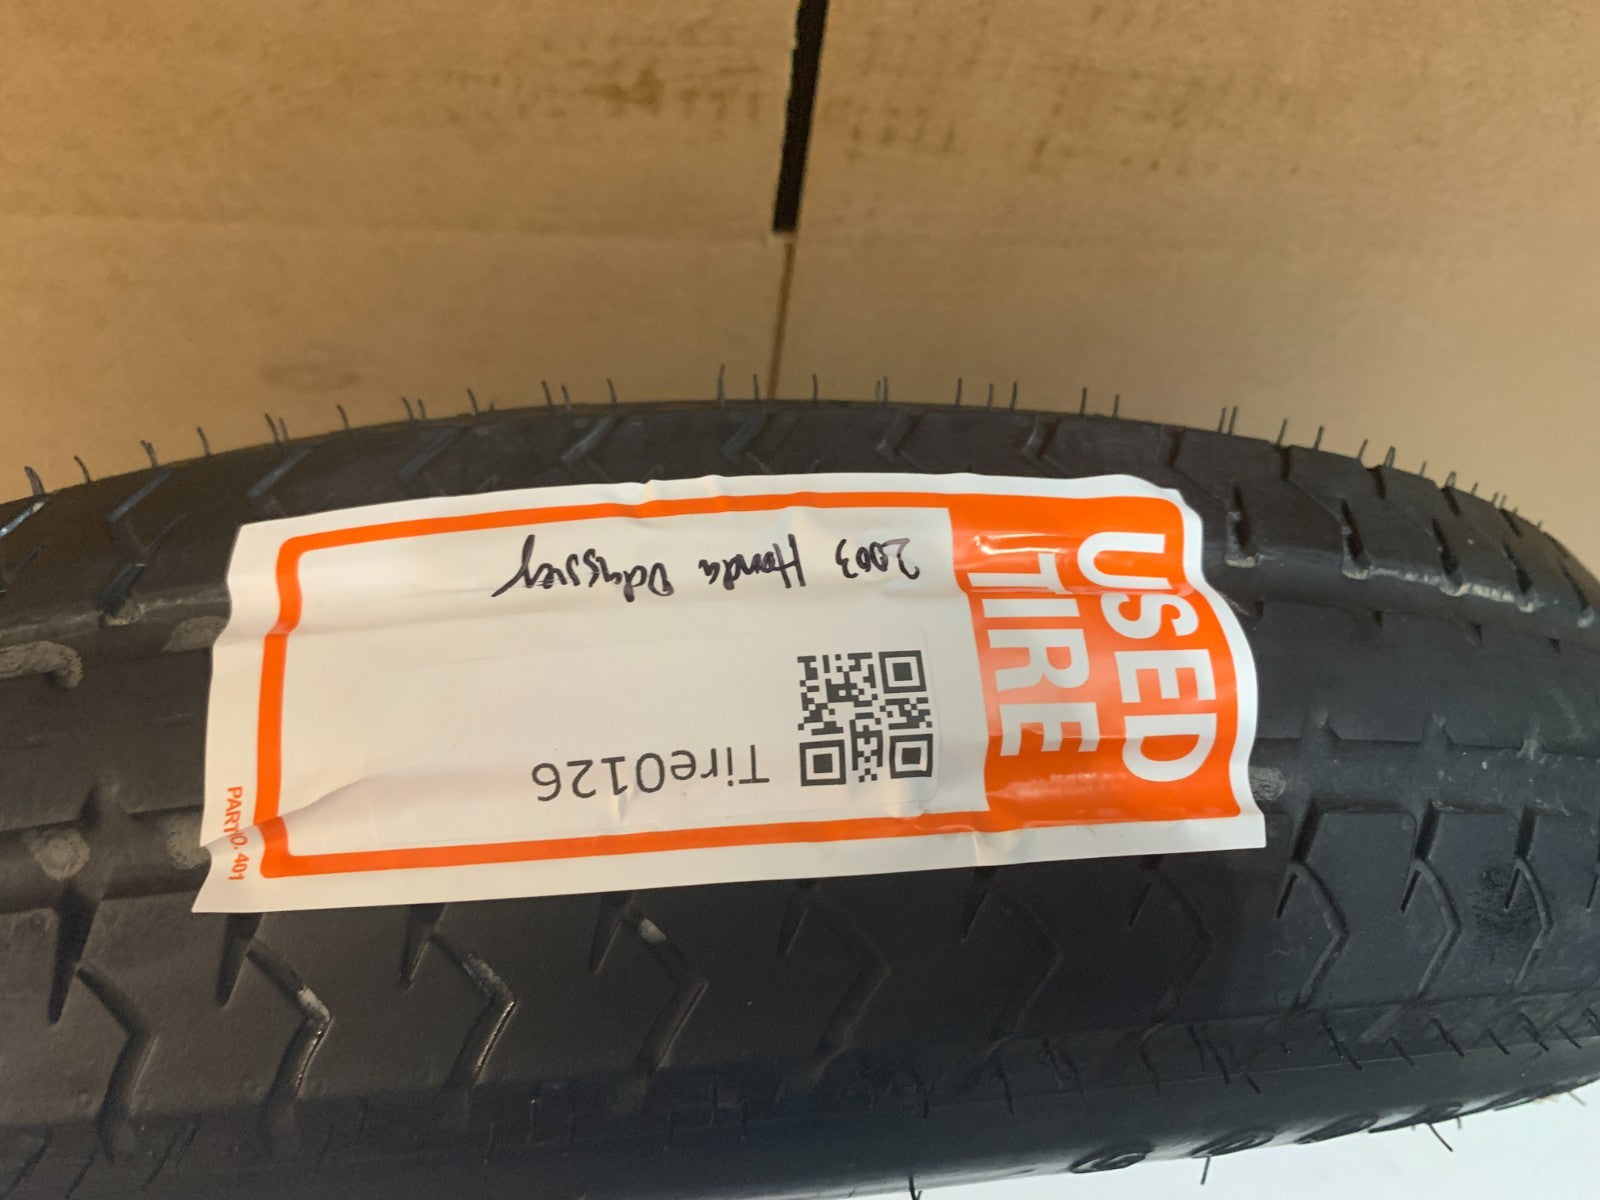 USED
TIRE
2003 Honda Odyssey
Tire0126
PART NO. 401